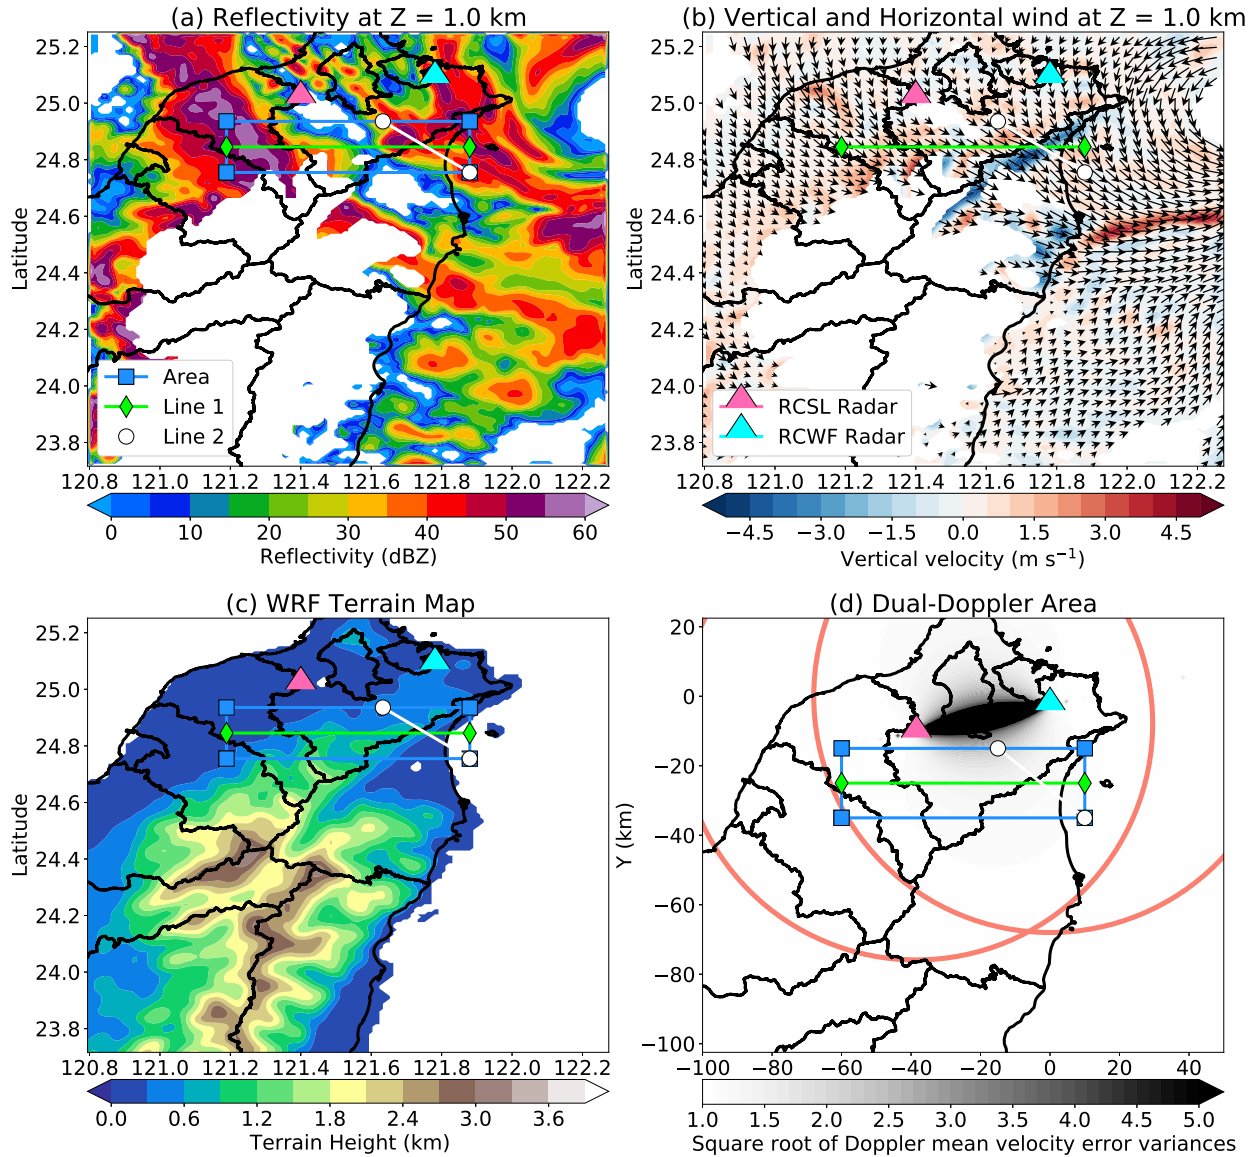 (a) Reflectivity at Z = 1.0 km
25.2
25.0
24.8
24.6
24.4
24.2
24.0
23.8
Latitude
Area
Line 1
Line 2
120.8 121.0 121.2 121.4 121.6 121.8 122.0 122.2
0 10 20 30 40 50 60
Reflectivity (dBZ)
(b) Vertical and Horizontal wind at Z = 1.0 km
25.2
25.0
24.8
24.6
24.4
24.2
24.0
23.8
Latitude
RCSL Radar
RCWF Radar
120.8 121.0 121.2 121.4 121.6 121.8 122.0 122.2
−4.5 −3.0 −1.5 0.0 1.5 3.0 4.5
Vertical velocity (m s⁻¹)
(c) WRF Terrain Map
25.2
25.0
24.8
24.6
24.4
24.2
24.0
23.8
Latitude
120.8 121.0 121.2 121.4 121.6 121.8 122.0 122.2
0.0 0.6 1.2 1.8 2.4 3.0 3.6
Terrain Height (km)
(d) Dual-Doppler Area
20
0
−20
−40
−60
−80
−100
Y (km)
−100 −80 −60 −40 −20 0 20 40
1.0 1.5 2.0 2.5 3.0 3.5 4.0 4.5 5.0
Square root of Doppler mean velocity error variances